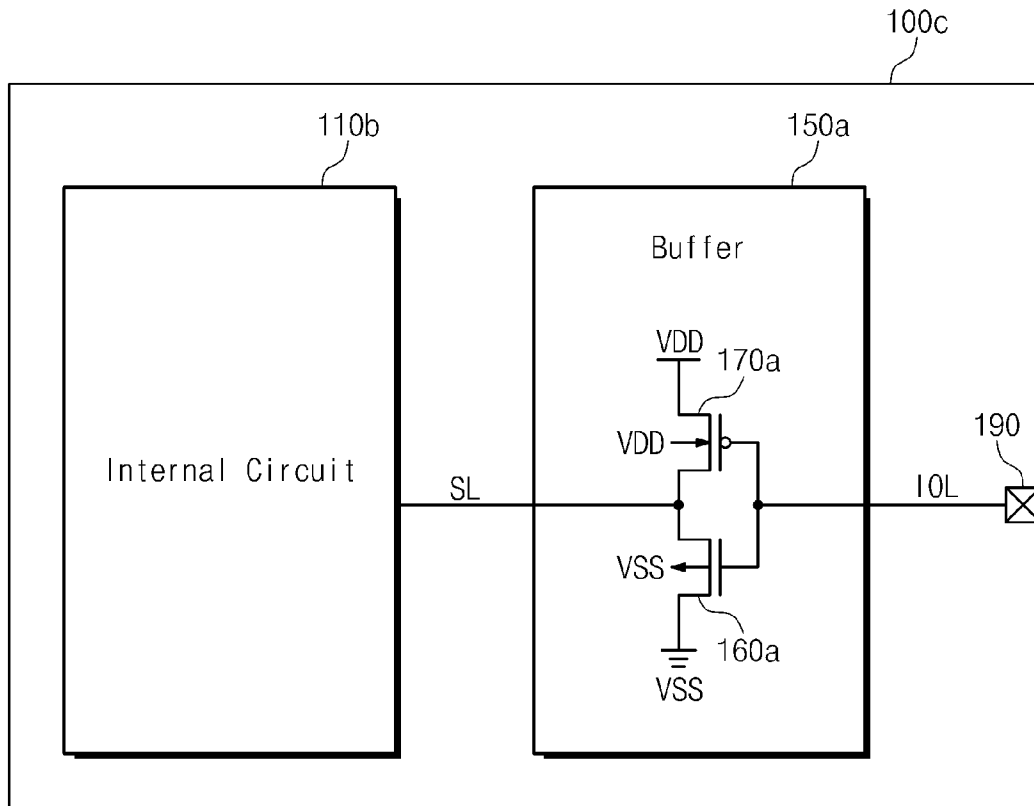 100c
110b
150a
Buffer
VDD
170a
VDD
190
Internal Circuit
SL
IOL
VSS
160a
VSS